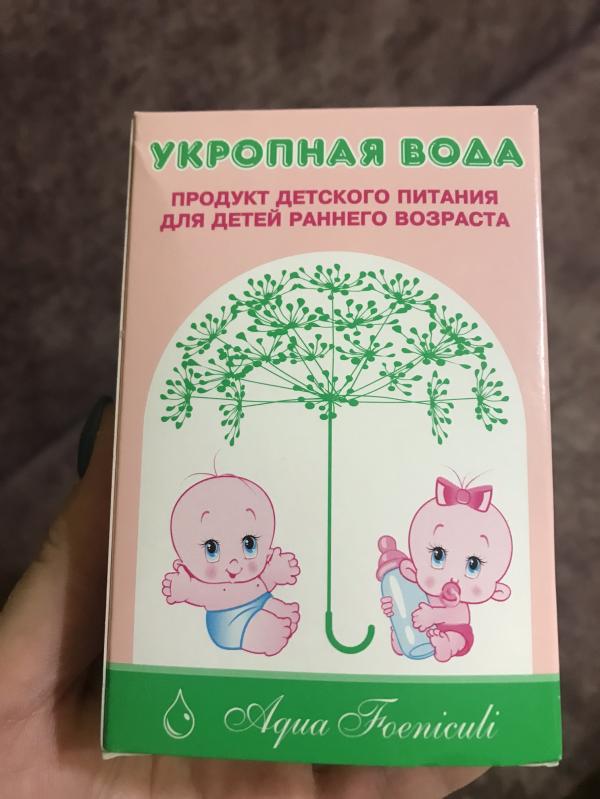 УКРОПНАЯ ВОДА
ПРОДУКТ ДЕТСКОГО ПИТАНИЯ
ДЛЯ ДЕТЕЙ РАННЕГО ВОЗРАСТА
Aqua Foeniculi